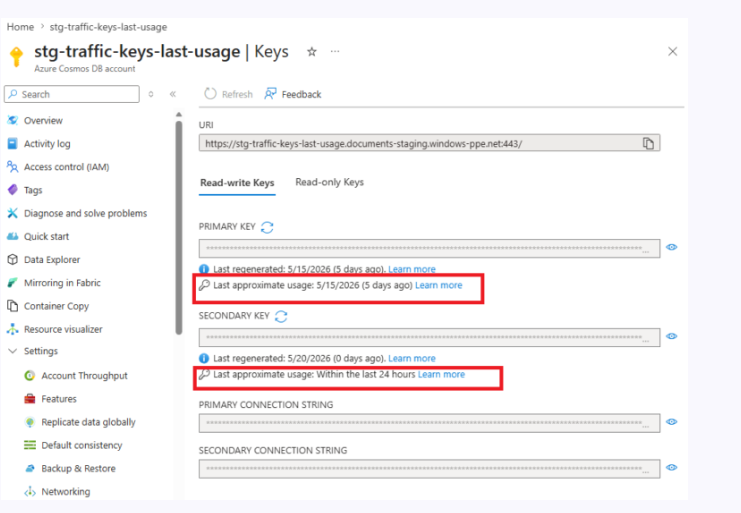 Home > stg-traffic-keys-last-usage
stg-traffic-keys-last-usage | Keys
Azure Cosmos DB account
Search
Refresh Feedback
Overview
Activity log
Access control (IAM)
Tags
Diagnose and solve problems
Quick start
Data Explorer
Mirroring in Fabric
Container Copy
Resource visualizer
Settings
Account Throughput
Features
Replicate data globally
Default consistency
Backup & Restore
Networking
URI
https://stg-traffic-keys-last-usage.documents-staging.windows-ppe.net:443/
Read-write Keys Read-only Keys
PRIMARY KEY
Last regenerated: 5/15/2026 (5 days ago). Learn more
Last approximate usage: 5/15/2026 (5 days ago) Learn more
SECONDARY KEY
Last regenerated: 5/20/2026 (0 days ago). Learn more
Last approximate usage: Within the last 24 hours Learn more
PRIMARY CONNECTION STRING
SECONDARY CONNECTION STRING